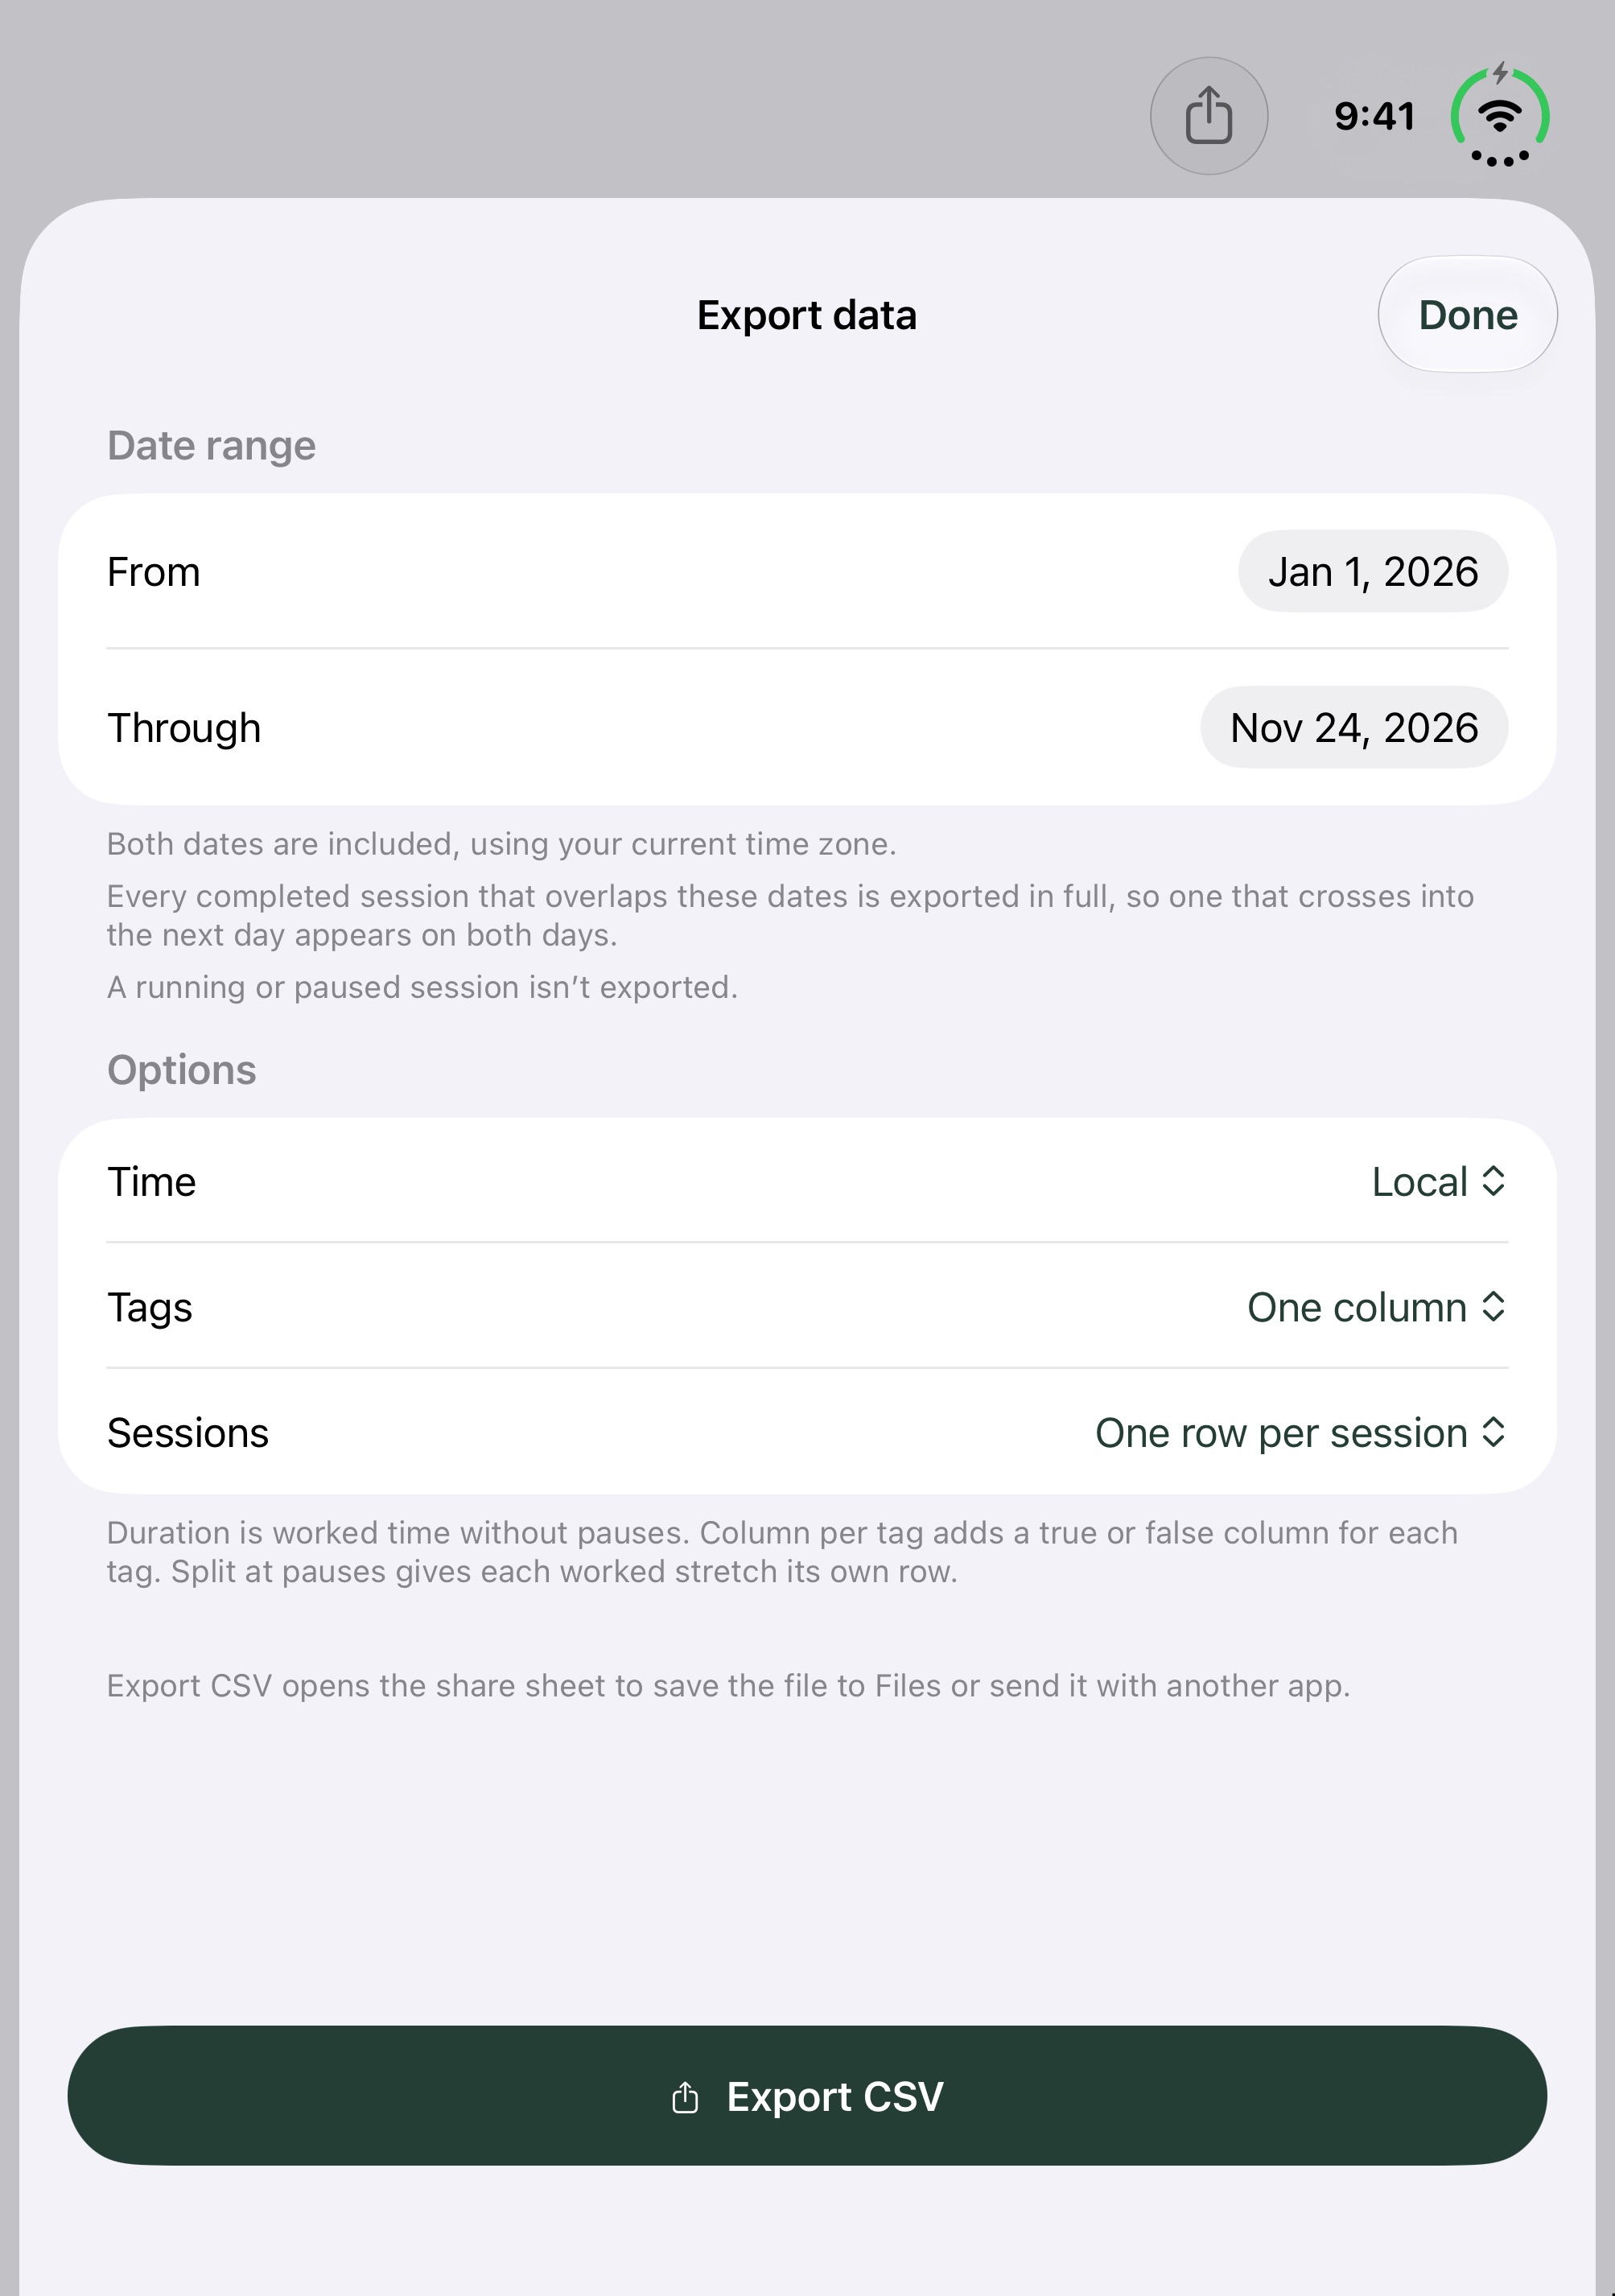 9:41
Export data
Done
Date range
From
Jan 1, 2026
Through
Nov 24, 2026
Both dates are included, using your current time zone.
Every completed session that overlaps these dates is exported in full, so one that crosses into
the next day appears on both days.
A running or paused session isn’t exported.
Options
Time
Local
Tags
One column
Sessions
One row per session
Duration is worked time without pauses. Column per tag adds a true or false column for each
tag. Split at pauses gives each worked stretch its own row.
Export CSV opens the share sheet to save the file to Files or send it with another app.
Export CSV